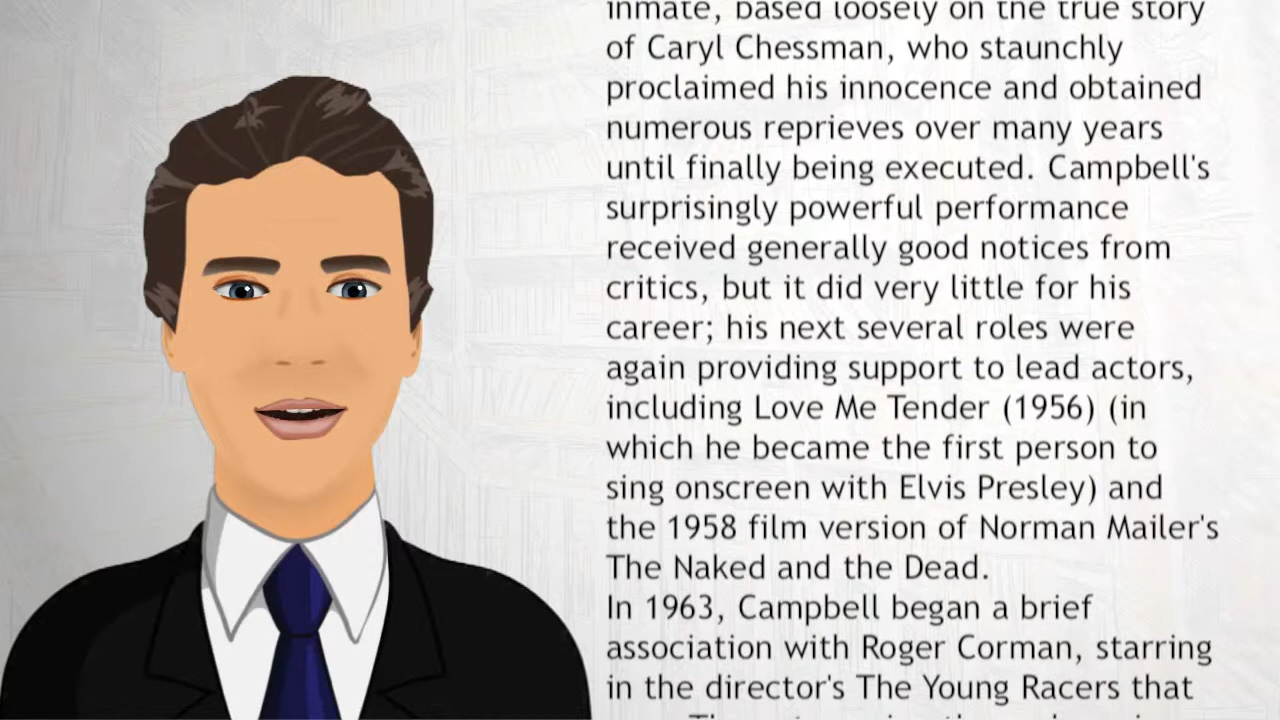 inmate, based loosely on the true story
of Caryl Chessman, who staunchly
proclaimed his innocence and obtained
numerous reprieves over many years
until finally being executed. Campbell's
surprisingly powerful performance
received generally good notices from
critics, but it did very little for his
career; his next several roles were
again providing support to lead actors,
including Love Me Tender (1956) (in
which he became the first person to
sing onscreen with Elvis Presley) and
the 1958 film version of Norman Mailer's
The Naked and the Dead.
In 1963, Campbell began a brief
association with Roger Corman, starring
in the director's The Young Racers that